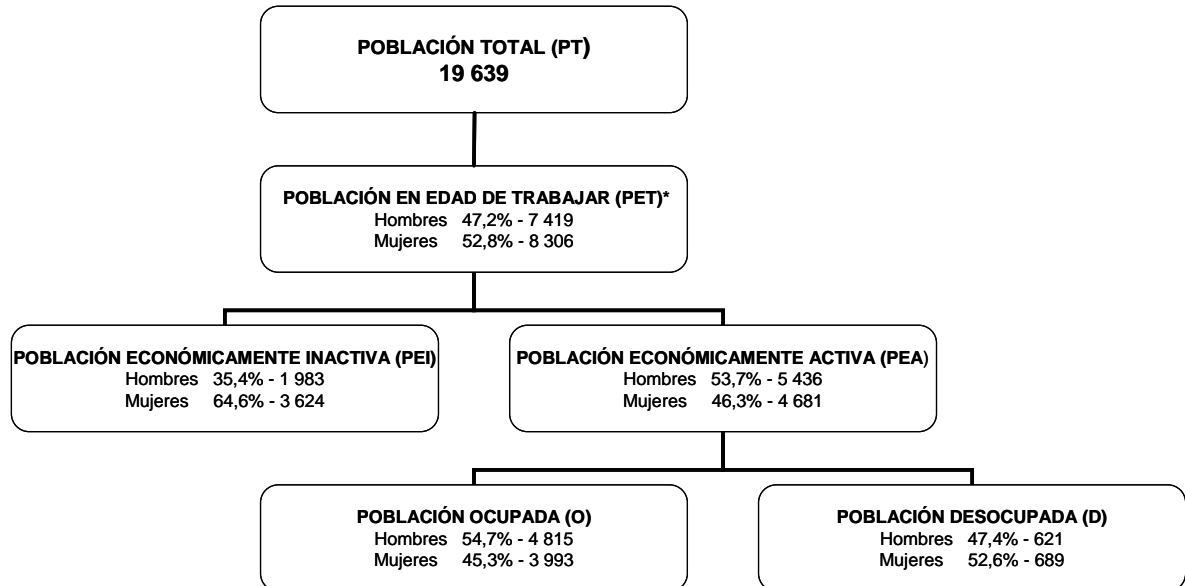 POBLACIÓN TOTAL (PT)
19 639
POBLACIÓN EN EDAD DE TRABAJAR (PET)*
Hombres 47,2% - 7 419
Mujeres 52,8% - 8 306
POBLACIÓN ECONÓMICAMENTE INACTIVA (PEI)
Hombres 35,4% - 1 983
Mujeres 64,6% - 3 624
POBLACIÓN ECONÓMICAMENTE ACTIVA (PEA)
Hombres 53,7% - 5 436
Mujeres 46,3% - 4 681
POBLACIÓN OCUPADA (O)
Hombres 54,7% - 4 815
Mujeres 45,3% - 3 993
POBLACIÓN DESOCUPADA (D)
Hombres 47,4% - 621
Mujeres 52,6% - 689